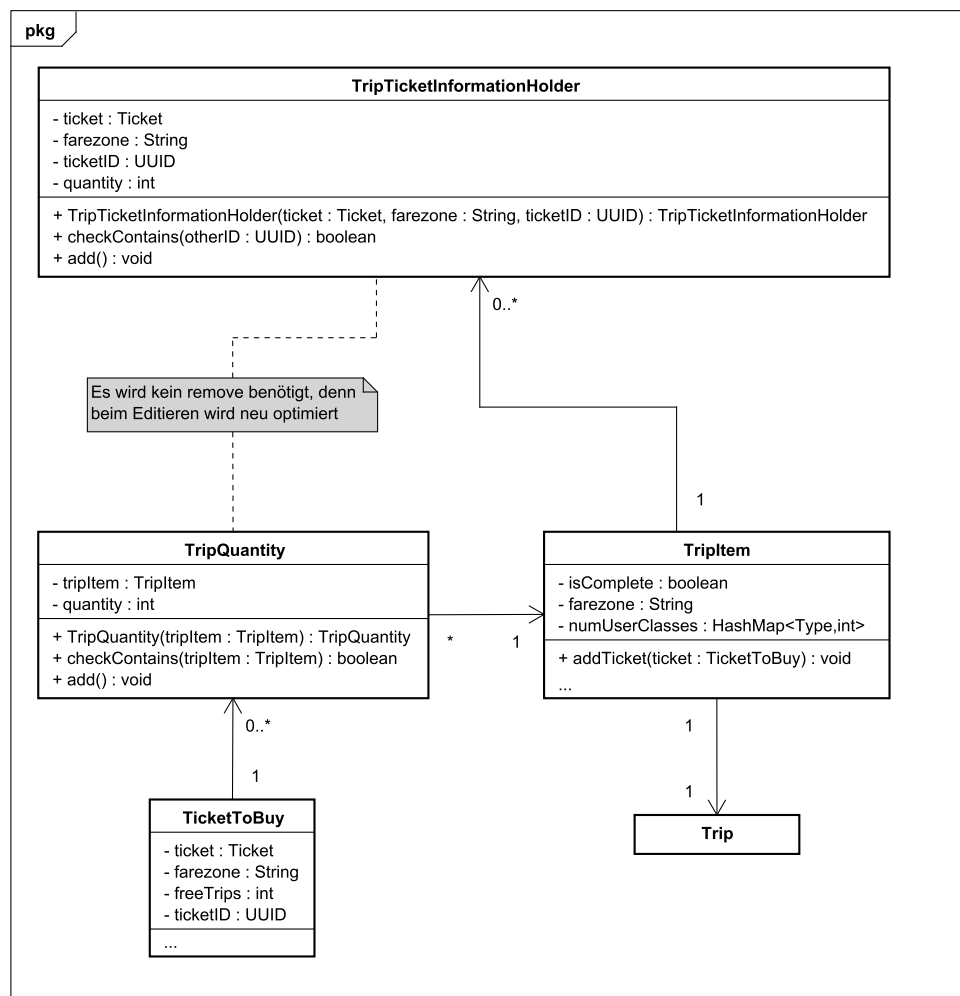 pkg
TripTicketInformationHolder
- ticket : Ticket
- farezone : String
- ticketID : UUID
- quantity : int
+ TripTicketInformationHolder(ticket : Ticket, farezone : String, ticketID : UUID) : TripTicketInformationHolder
+ checkContains(otherID : UUID) : boolean
+ add() : void
0..*
Es wird kein remove benötigt, denn
beim Editieren wird neu optimiert
1
TripQuantity
- tripItem : TripItem
- quantity : int
+ TripQuantity(tripItem : TripItem) : TripQuantity
+ checkContains(tripItem : TripItem) : boolean
+ add() : void
* 1
TripItem
- isComplete : boolean
- farezone : String
- numUserClasses : HashMap<Type,int>
+ addTicket(ticket : TicketToBuy) : void
...
0..*
1
1
1
TicketToBuy
- ticket : Ticket
- farezone : String
- freeTrips : int
- ticketID : UUID
...
Trip